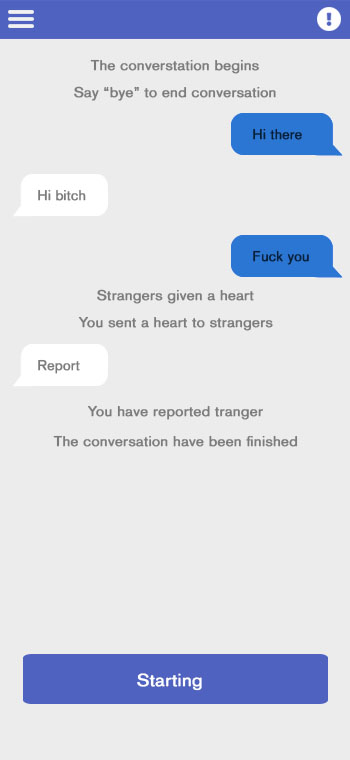 The converstation begins
Say “bye” to end conversation
Hi there
Hi bitch
Fuck you
Strangers given a heart
You sent a heart to strangers
Report
You have reported tranger
The conversation have been finished
Starting